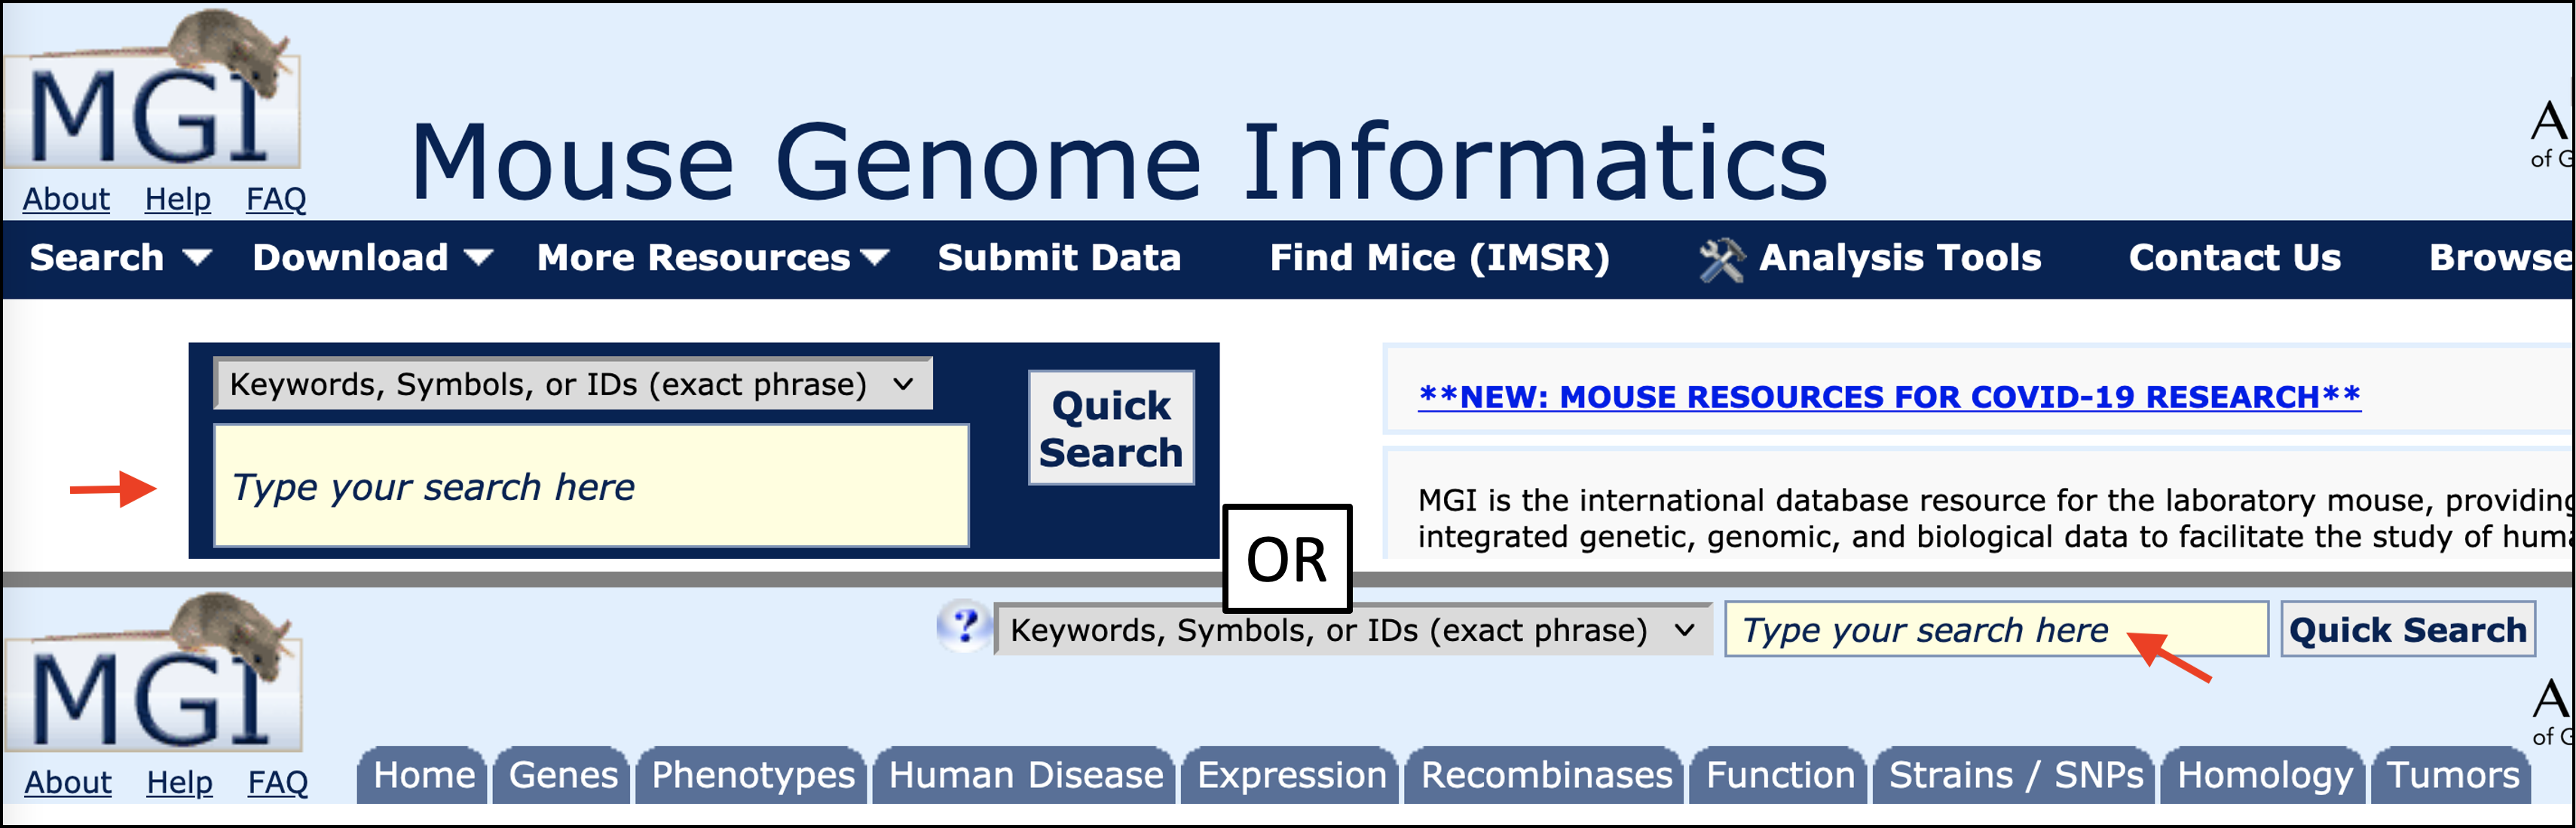 MGI
About Help FAQ
Mouse Genome Informatics
A
of G
Search Download More Resources Submit Data Find Mice (IMSR) Analysis Tools Contact Us Browse
Keywords, Symbols, or IDs (exact phrase)
Quick
Search
Type your search here
**NEW: MOUSE RESOURCES FOR COVID-19 RESEARCH**
MGI is the international database resource for the laboratory mouse, providing
integrated genetic, genomic, and biological data to facilitate the study of huma
OR
MGI
About Help FAQ
? Keywords, Symbols, or IDs (exact phrase) Type your search here Quick Search
A
of G
Home Genes Phenotypes Human Disease Expression Recombinases Function Strains / SNPs Homology Tumors